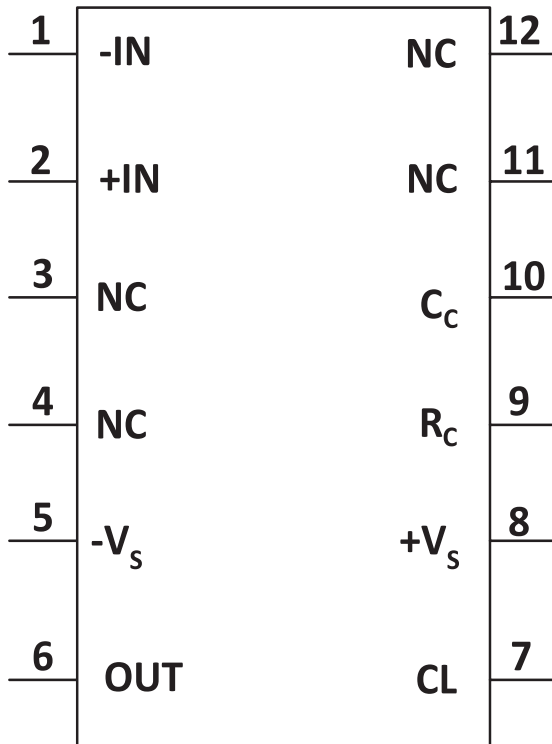 1 12
-IN NC
2 11
+IN NC
3 10
NC C_C
4 9
NC R_C
5 8
-V_S +V_S
6 7
OUT CL